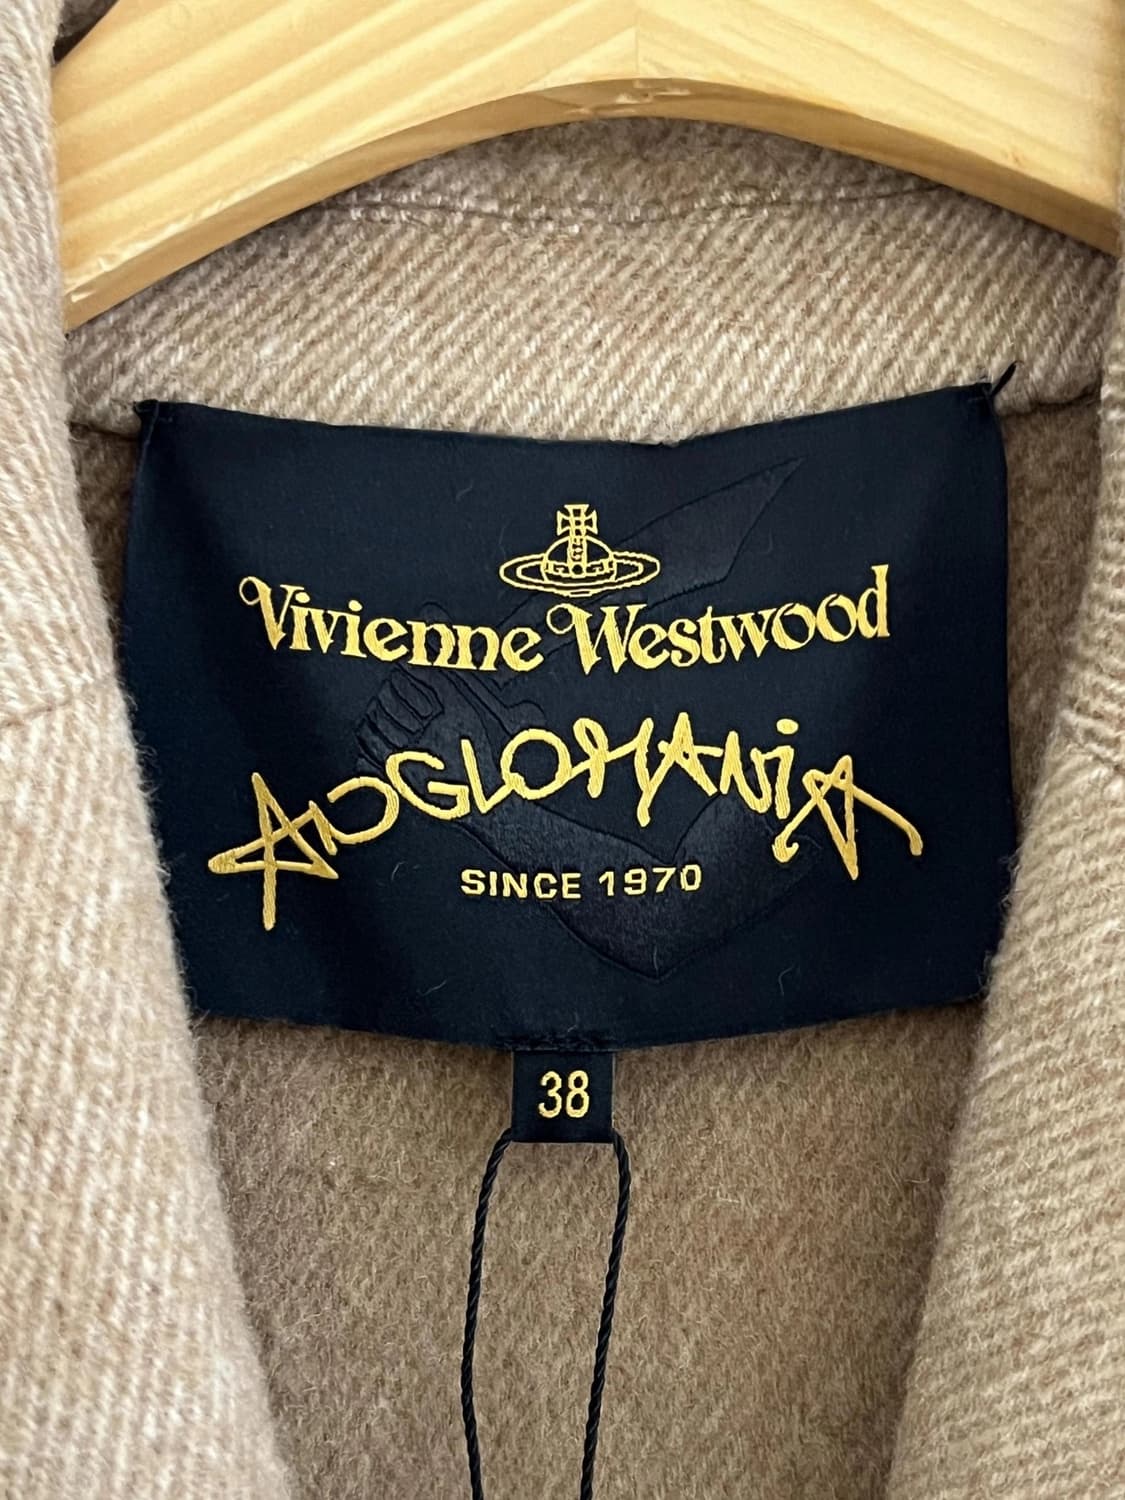 Vivienne Westwood
ANGLOMANiA
SINCE 1970
38